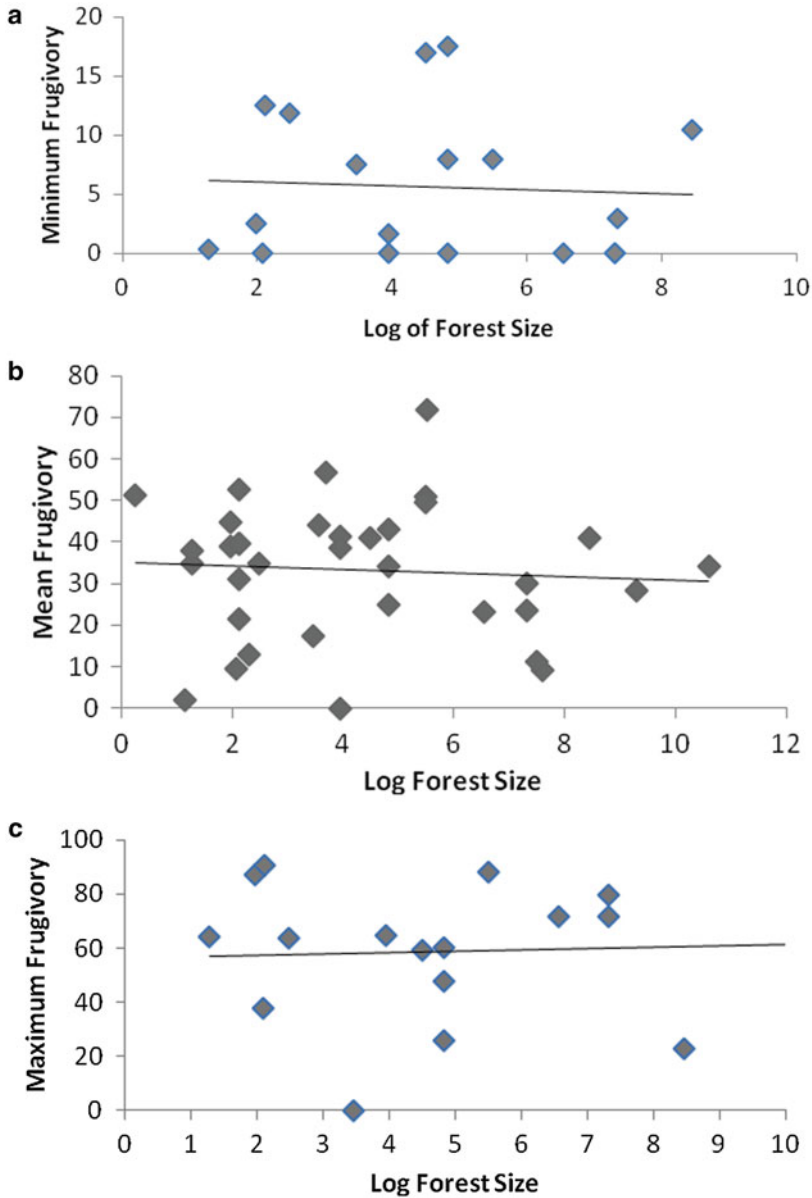 a
20
15
10
5
0
Minimum Frugivory
0 2 4 6 8 10
Log of Forest Size
b
80
70
60
50
40
30
20
10
0
Mean Frugivory
0 2 4 6 8 10 12
Log Forest Size
c
100
80
60
40
20
0
Maximum Frugivory
0 1 2 3 4 5 6 7 8 9 10
Log Forest Size